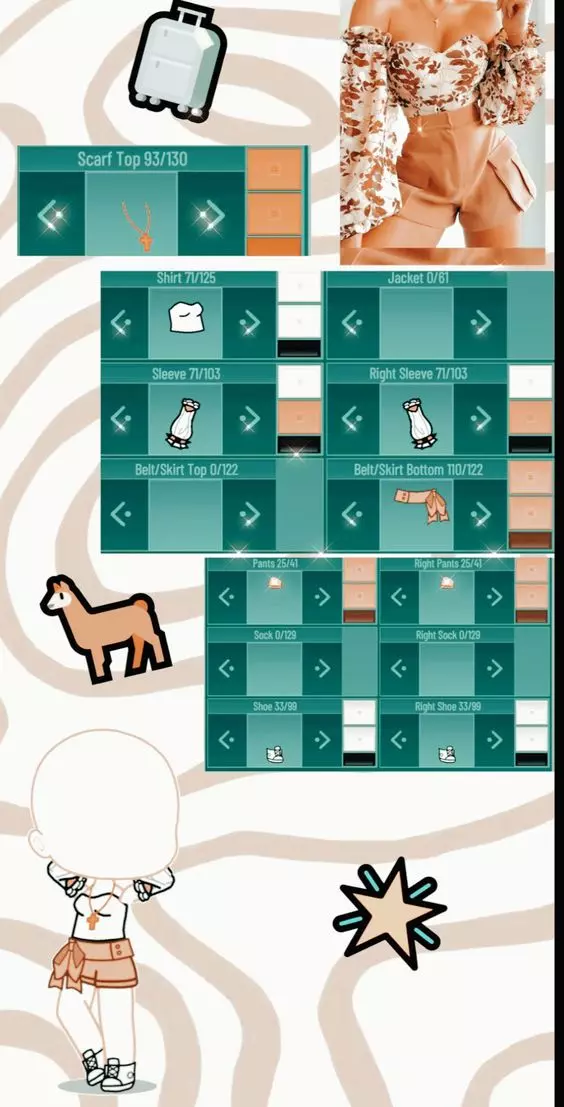 Scarf Top 93/130
Shirt 71/125
Jacket 0/61
Sleeve 71/103
Right Sleeve 71/103
Belt/Skirt Top 0/122
Belt/Skirt Bottom 110/122
Pants 25/41
Right Pants 25/41
Sock 0/129
Right Sock 0/129
Shoe 33/99
Right Shoe 33/99